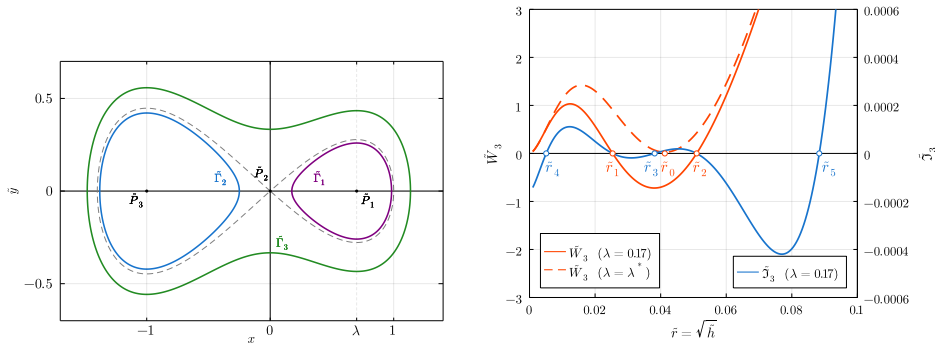 0.5
0
−0.5
ỹ
−1
0
λ
1
x
P̃₃
P̃₂
P̃₁
Γ̃₂
Γ̃₁
Γ̃₃
3
2
1
0
−1
−2
−3
W̃₃
0.0006
0.0004
0.0002
0
−0.0002
−0.0004
−0.0006
ℑ̃₃
r̃₄
r̃₁
r̃₃
r̃₀
r̃₂
r̃₅
W̃₃ (λ = 0.17)
W̃₃ (λ = λ*)
ℑ̃₃ (λ = 0.17)
0
0.02
0.04
0.06
0.08
0.1
r̃ = √h̃